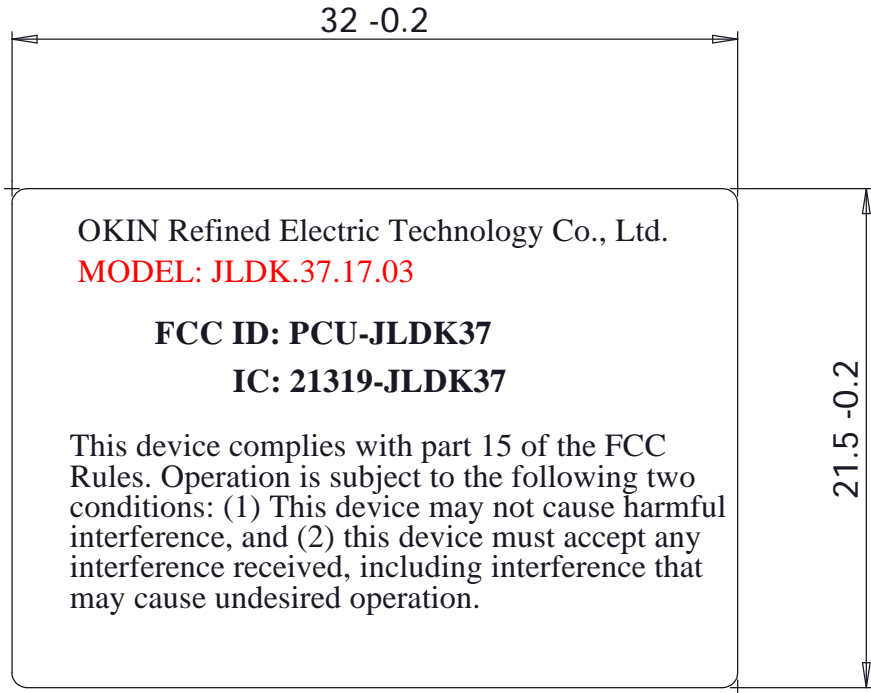 32 -0.2
OKIN Refined Electric Technology Co., Ltd.
MODEL: JLDK.37.17.03
FCC ID: PCU-JLDK37
IC: 21319-JLDK37
21.5 -0.2
This device complies with part 15 of the FCC
Rules. Operation is subject to the following two
conditions: (1) This device may not cause harmful
interference, and (2) this device must accept any
interference received, including interference that
may cause undesired operation.